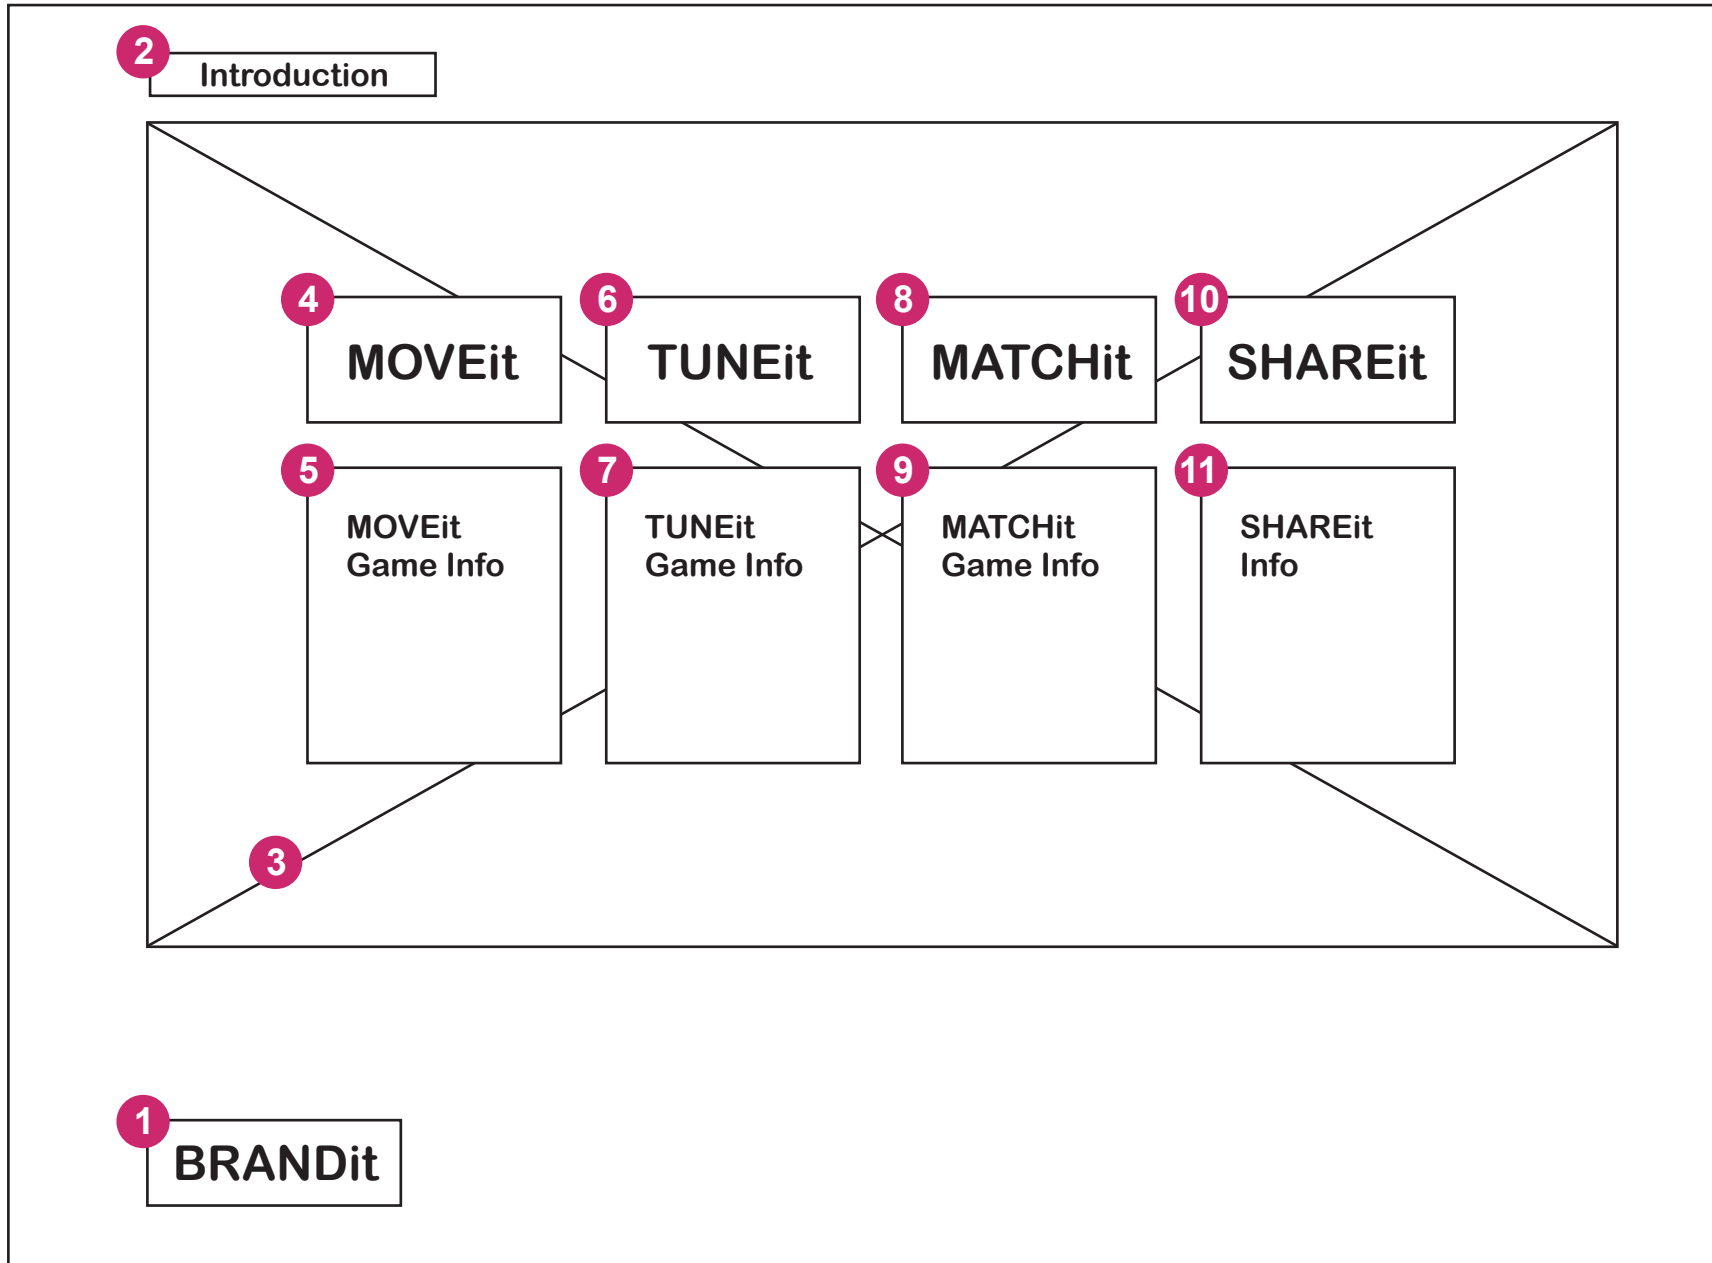 2
Introduction
4
MOVEit
6
TUNEit
8
MATCHit
10
SHAREit
5
MOVEit
Game Info
7
TUNEit
Game Info
9
MATCHit
Game Info
11
SHAREit
Info
3
1
BRANDit